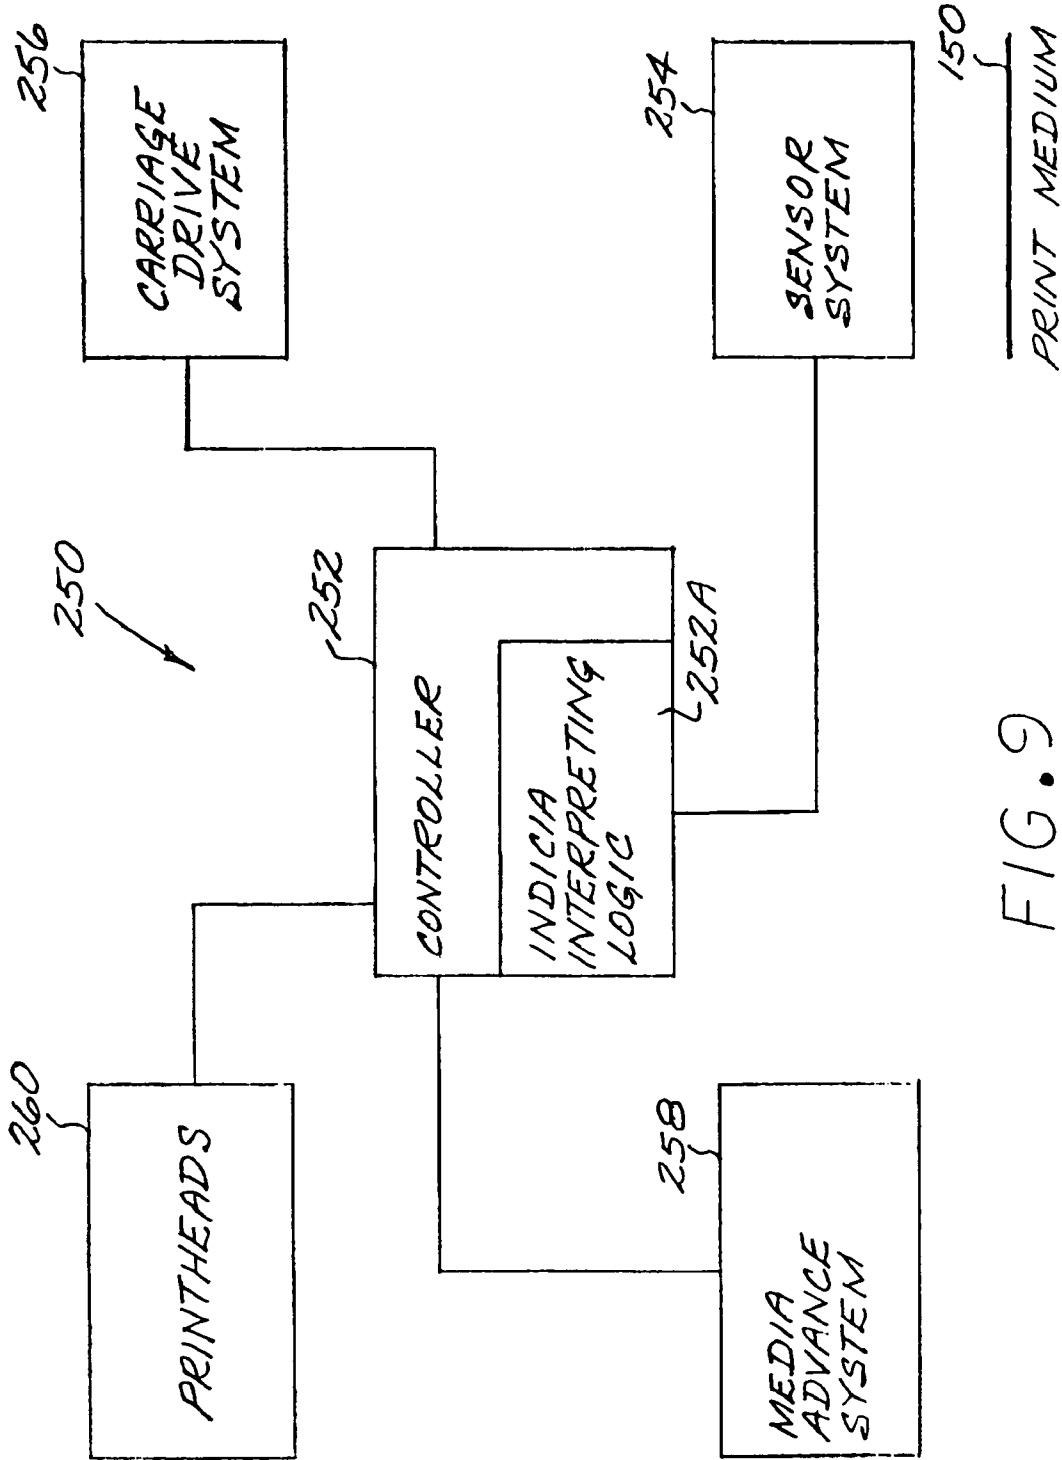 260
PRINTHEADS
256
CARRIAGE
DRIVE
SYSTEM
250
252
CONTROLLER
INDICIA
INTERPRETING
LOGIC
252A
258
MEDIA
ADVANCE
SYSTEM
254
SENSOR
SYSTEM
150
PRINT MEDIUM
FIG.9